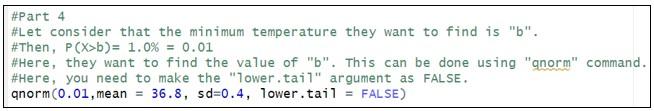 #Part 4
#Let consider that the minimum temperature they want to find is "b".
#Then, P(X>b)= 1.0% = 0.01
#Here, they want to find the value of "b". This can be done using "qnorm" command.
#Here, you need to make the "lower.tail" argument as FALSE.
qnorm(0.01,mean = 36.8, sd=0.4, lower.tail = FALSE)